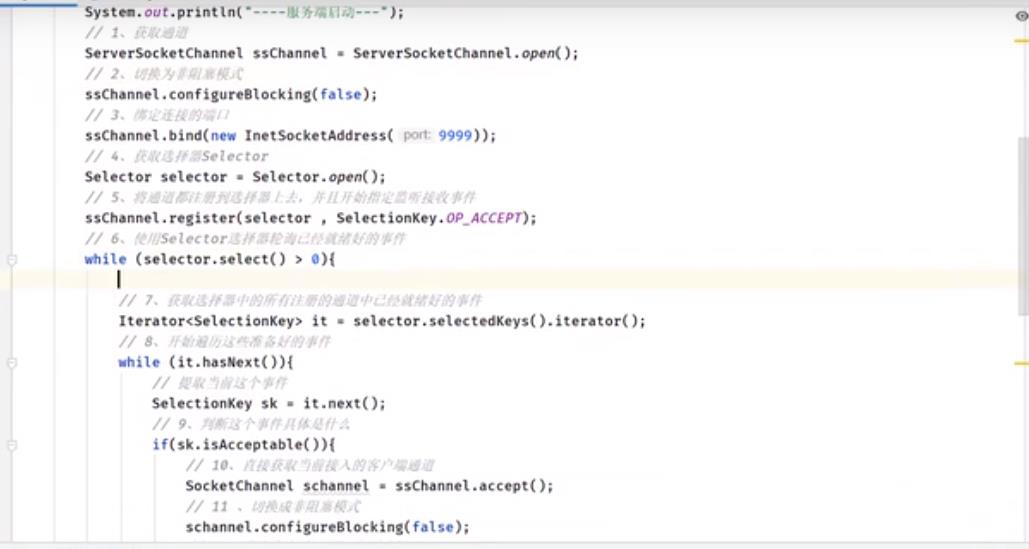 System.out.println("----服务端启动---");
// 1、获取通道
ServerSocketChannel ssChannel = ServerSocketChannel.open();
// 2、切换为非阻塞模式
ssChannel.configureBlocking(false);
// 3、绑定连接的端口
ssChannel.bind(new InetSocketAddress( port: 9999));
// 4、获取选择器Selector
Selector selector = Selector.open();
// 5、将通道都注册到选择器上去，并且开始指定监听接收事件
ssChannel.register(selector , SelectionKey.OP_ACCEPT);
// 6、使用Selector选择器轮询已经就绪好的事件
while (selector.select() > 0){
// 7、获取选择器中的所有注册的通道中已经就绪好的事件
Iterator<SelectionKey> it = selector.selectedKeys().iterator();
// 8、开始遍历这些准备好的事件
while (it.hasNext()){
// 提取当前这个事件
SelectionKey sk = it.next();
// 9、判断这个事件具体是什么
if(sk.isAcceptable()){
// 10、直接获取当前接入的客户端通道
SocketChannel schannel = ssChannel.accept();
// 11 、切换成非阻塞模式
schannel.configureBlocking(false);